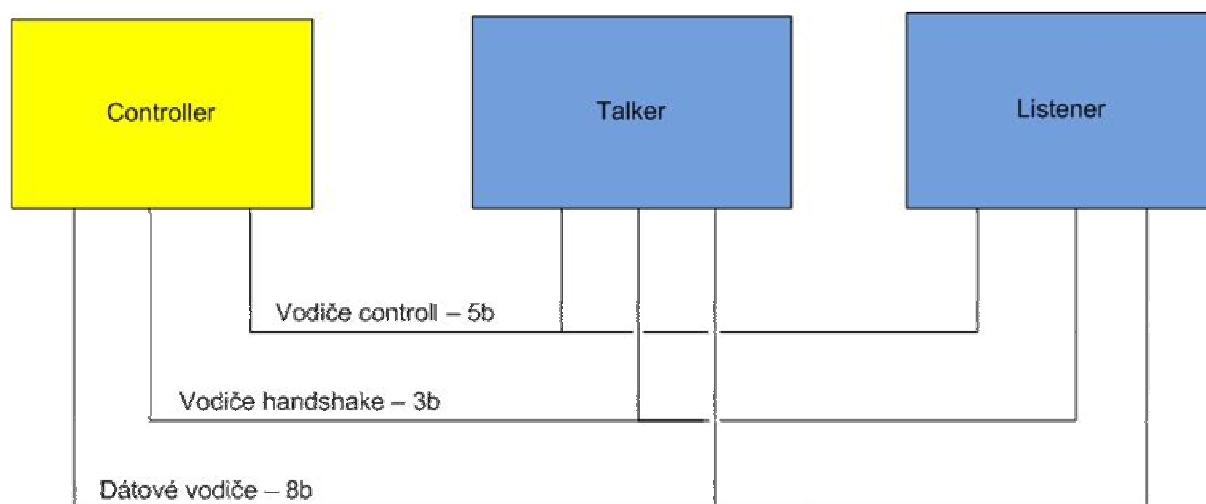 Controller
Talker
Listener
Vodiče controll – 5b
Vodiče handshake – 3b
Dátové vodiče – 8b